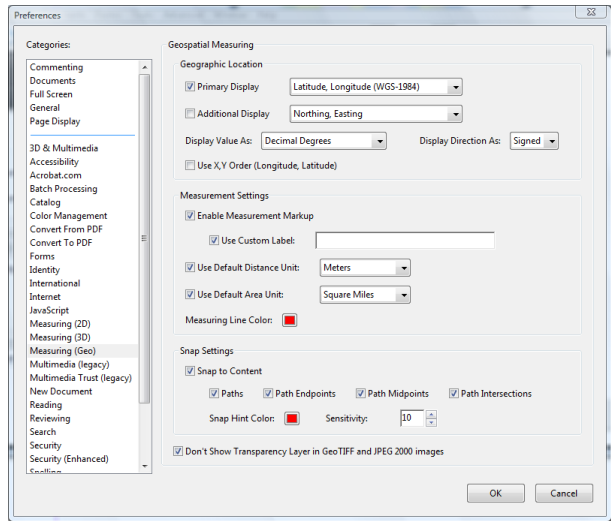 Preferences
Categories:
Commenting
Documents
Full Screen
General
Page Display
3D & Multimedia
Accessibility
Acrobat.com
Batch Processing
Catalog
Color Management
Convert From PDF
Convert To PDF
Forms
Identity
International
Internet
JavaScript
Measuring (2D)
Measuring (3D)
Measuring (Geo)
Multimedia (legacy)
Multimedia Trust (legacy)
New Document
Reading
Reviewing
Search
Security
Security (Enhanced)
Spelling
Geospatial Measuring
Geographic Location
Primary Display Latitude, Longitude (WGS-1984)
Additional Display Northing, Easting
Display Value As: Decimal Degrees Display Direction As: Signed
Use X,Y Order (Longitude, Latitude)
Measurement Settings
Enable Measurement Markup
Use Custom Label:
Use Default Distance Unit: Meters
Use Default Area Unit: Square Miles
Measuring Line Color:
Snap Settings
Snap to Content
Paths Path Endpoints Path Midpoints Path Intersections
Snap Hint Color: Sensitivity: 10
Don't Show Transparency Layer in GeoTIFF and JPEG 2000 images
OK Cancel